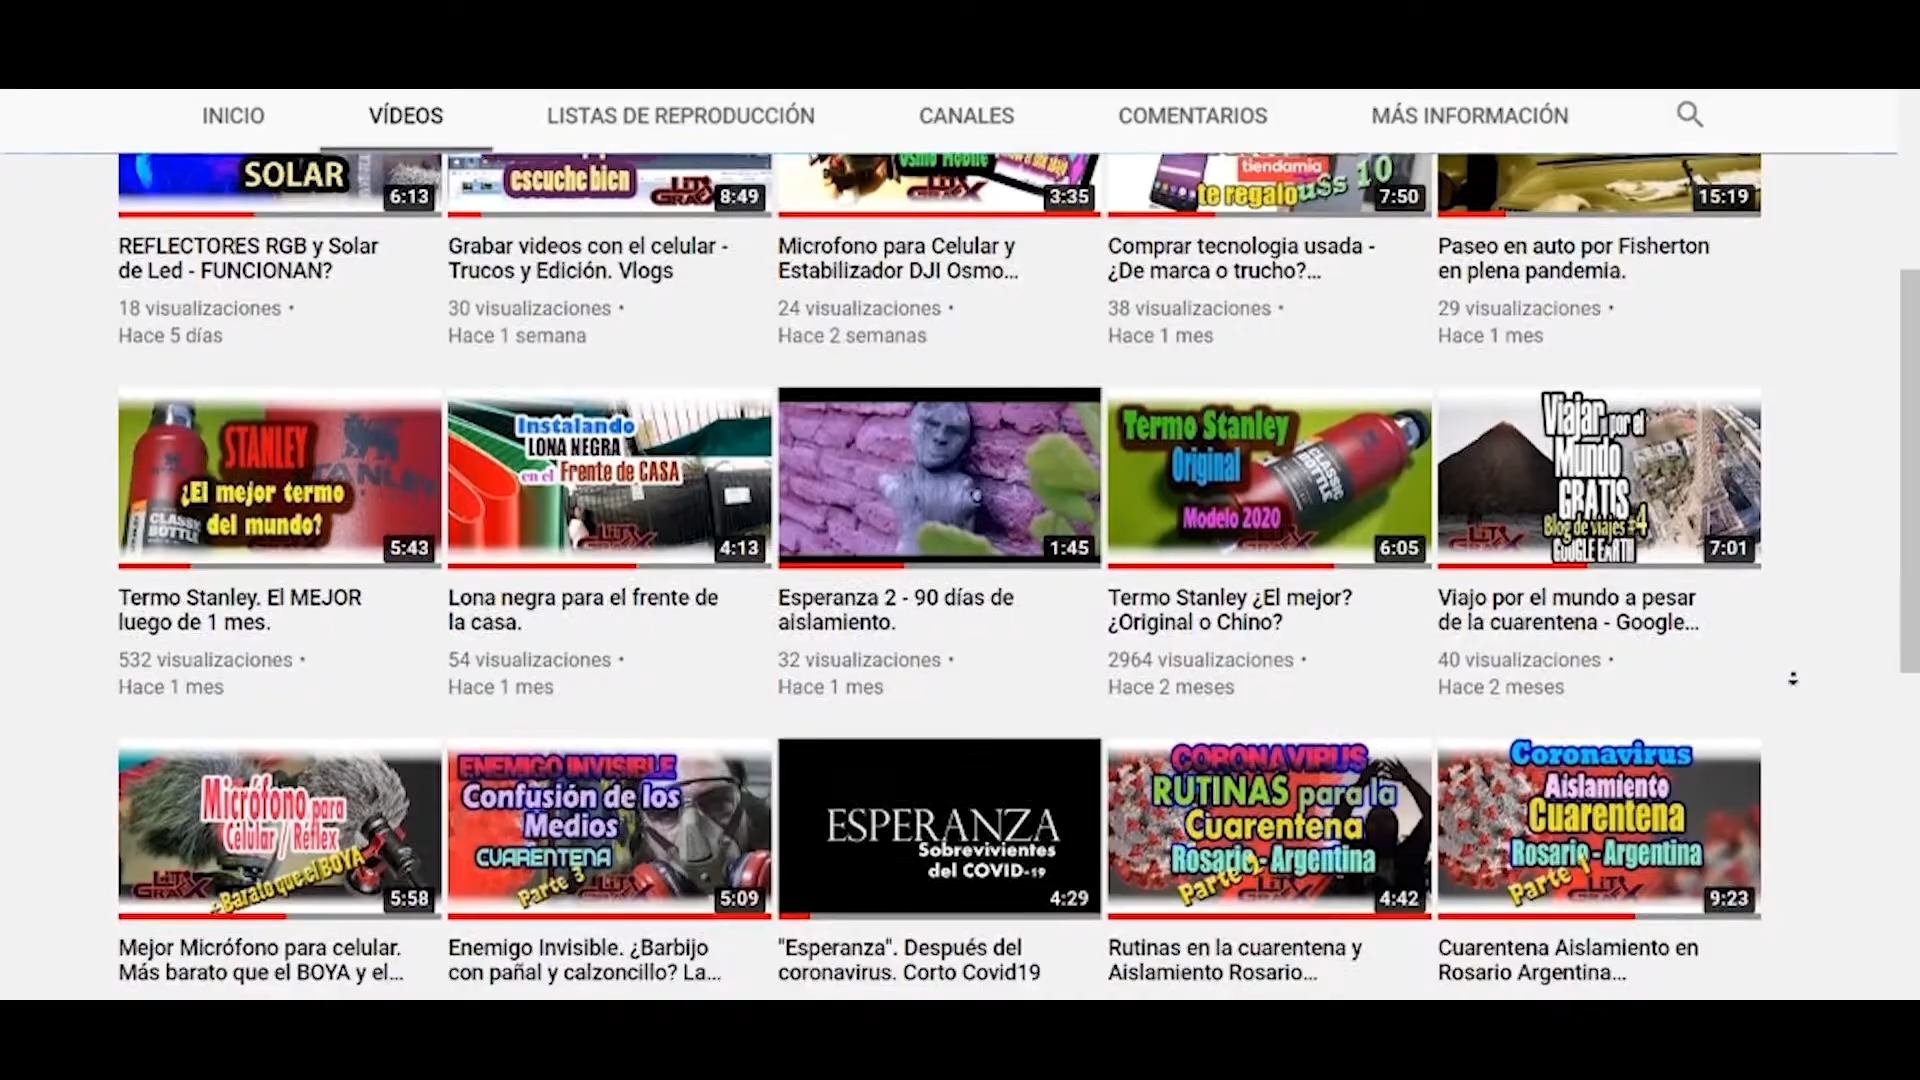 INICIO VÍDEOS LISTAS DE REPRODUCCIÓN CANALES COMENTARIOS MÁS INFORMACIÓN
SOLAR
6:13
escuche bien
8:49
Osmo Mobile
3:35
tiendamia
te regalo u$s 10
7:50
15:19
REFLECTORES RGB y Solar
de Led - FUNCIONAN?
18 visualizaciones •
Hace 5 días
Grabar videos con el celular -
Trucos y Edición. Vlogs
30 visualizaciones •
Hace 1 semana
Microfono para Celular y
Estabilizador DJI Osmo...
24 visualizaciones •
Hace 2 semanas
Comprar tecnologia usada -
¿De marca o trucho?...
38 visualizaciones •
Hace 1 mes
Paseo en auto por Fisherton
en plena pandemia.
29 visualizaciones •
Hace 1 mes
STANLEY
¿El mejor termo
del mundo?
CLASSIC
BOTTLE
5:43
Instalando
LONA NEGRA
en el Frente de CASA
4:13
1:45
Termo Stanley
Original
Modelo 2020
CLASSIC
BOTTLE
6:05
Viajar por el
Mundo
GRATIS
Blog de viajes #4
GOOGLE EARTH
7:01
Termo Stanley. El MEJOR
luego de 1 mes.
532 visualizaciones •
Hace 1 mes
Lona negra para el frente de
la casa.
54 visualizaciones •
Hace 1 mes
Esperanza 2 - 90 días de
aislamiento.
32 visualizaciones •
Hace 1 mes
Termo Stanley ¿El mejor?
¿Original o Chino?
2964 visualizaciones •
Hace 2 meses
Viajo por el mundo a pesar
de la cuarentena - Google...
40 visualizaciones •
Hace 2 meses
Micrófono para
Celular / Réflex
+ Barato que el BOYA
5:58
ENEMIGO INVISIBLE
Confusión de los
Medios
CUARENTENA
Parte 3
5:09
ESPERANZA
Sobrevivientes
del COVID-19
4:29
CORONAVIRUS
RUTINAS para la
Cuarentena
Rosario - Argentina
Parte 2
4:42
Coronavirus
Aislamiento
Cuarentena
Rosario - Argentina
Parte 1
9:23
Mejor Micrófono para celular.
Más barato que el BOYA y el...
Enemigo Invisible. ¿Barbijo
con pañal y calzoncillo? La...
"Esperanza". Después del
coronavirus. Corto Covid19
Rutinas en la cuarentena y
Aislamiento Rosario...
Cuarentena Aislamiento en
Rosario Argentina...